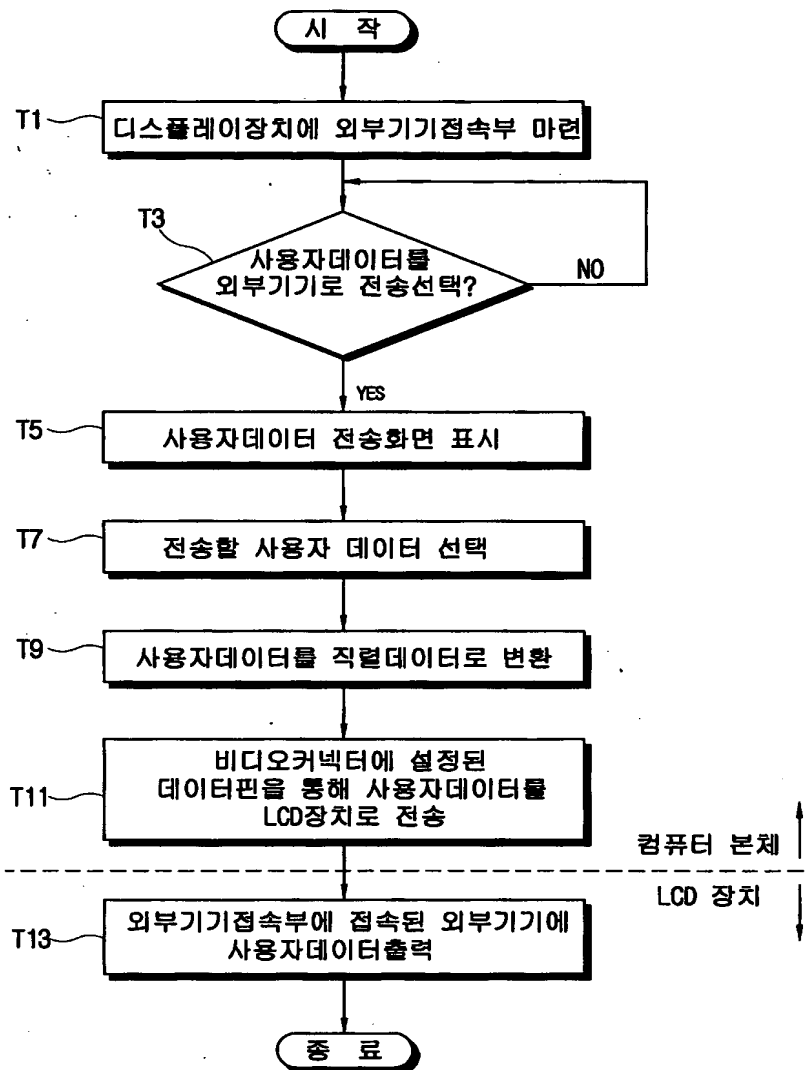 시 작
T1
디스플레이장치에 외부기기접속부 마련
T3
사용자데이터를
외부기기로 전송선택?
NO
YES
T5
사용자데이터 전송화면 표시
T7
전송할 사용자 데이터 선택
T9
사용자데이터를 직렬데이터로 변환
T11
비디오커넥터에 설정된
데이터핀을 통해 사용자데이터를
LCD장치로 전송
컴퓨터 본체
LCD 장치
T13
외부기기접속부에 접속된 외부기기에
사용자데이터출력
종 료